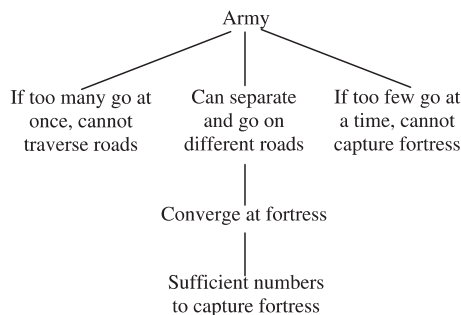 Army
If too many go at
once, cannot
traverse roads
Can separate
and go on
different roads
If too few go at
a time, cannot
capture fortress
Converge at fortress
Sufficient numbers
to capture fortress